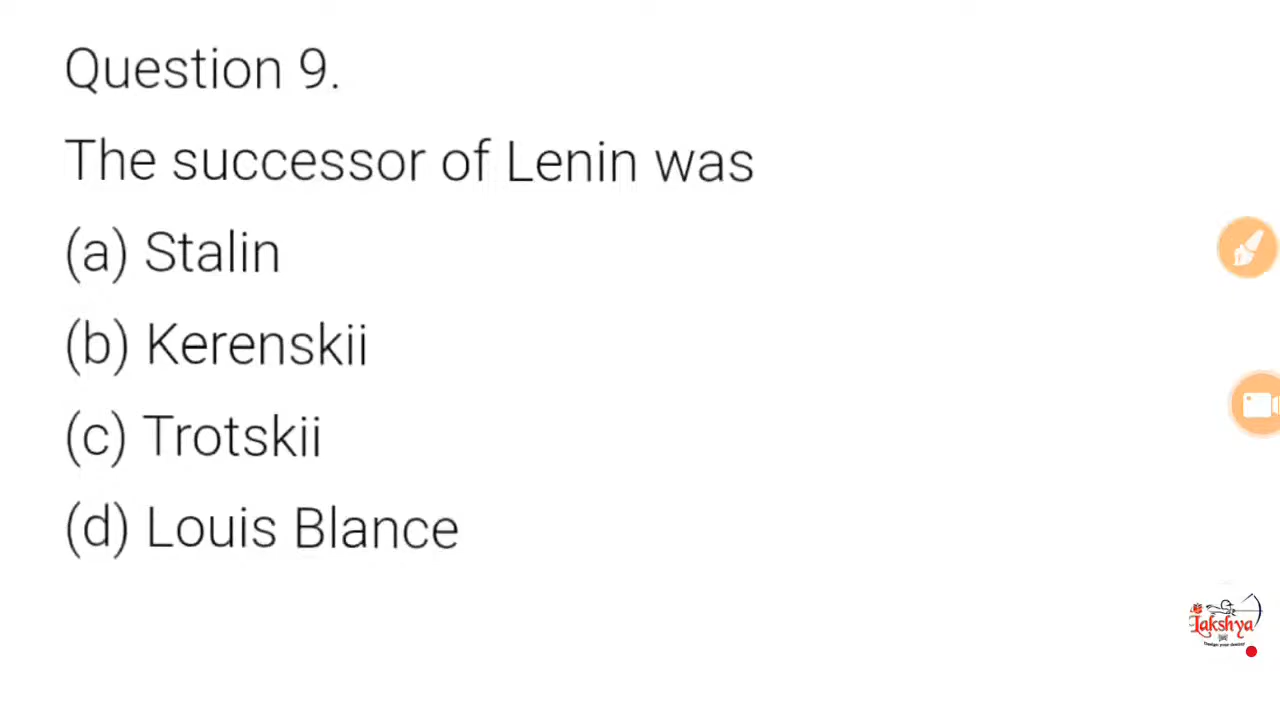 Question 9.
The successor of Lenin was
(a) Stalin
(b) Kerenskii
(c) Trotskii
(d) Louis Blance
Lakshya